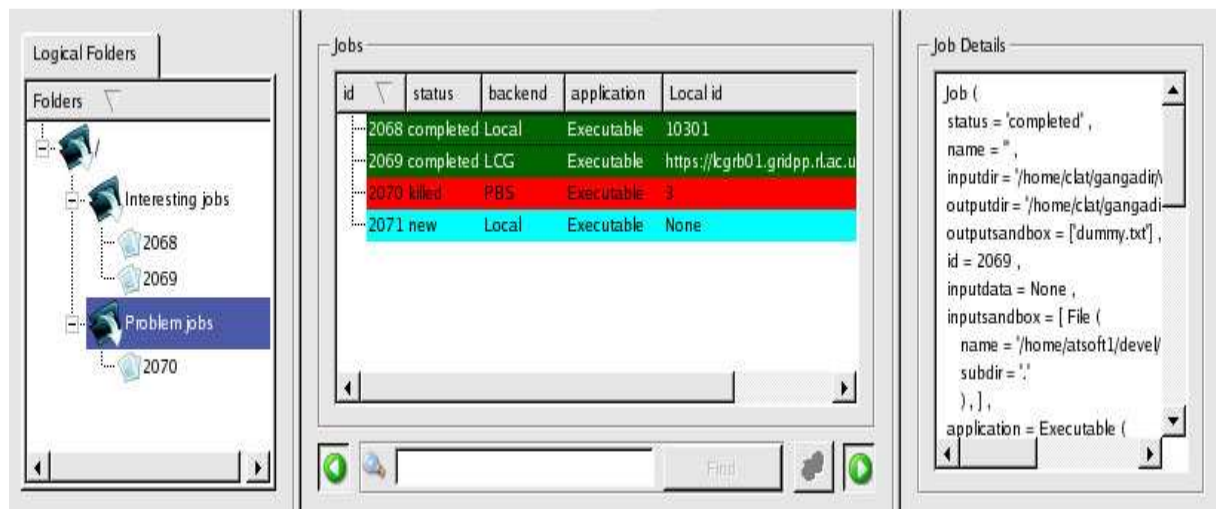 Logical Folders
Folders
/
Interesting jobs
2068
2069
Problem jobs
2070
Jobs
id status backend application Local id
2068 completed Local Executable 10301
2069 completed LCG Executable https://lcgrb01.gridpp.rl.ac.u
2070 killed PBS Executable 3
2071 new Local Executable None
Find
Job Details
Job (
status = 'completed' ,
name = '' ,
inputdir = '/home/clat/gangadir/
outputdir = '/home/clat/gangadi
outputsandbox = ['dummy.txt'] ,
id = 2069 ,
inputdata = None ,
inputsandbox = [ File (
name = '/home/atsoft1/devel/
subdir = '.'
) , ] ,
application = Executable (